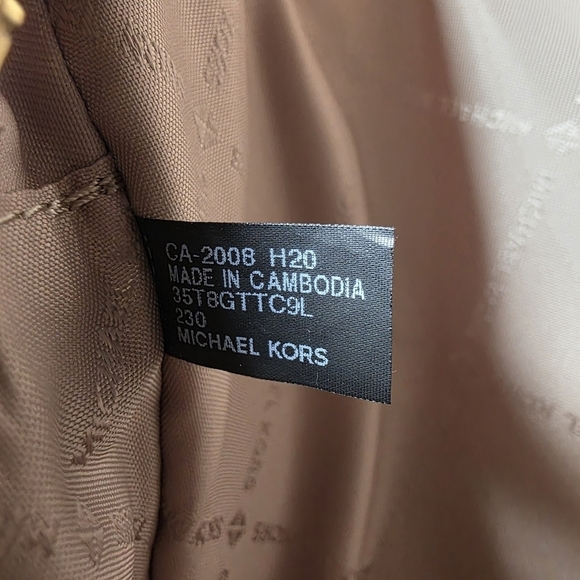 CA-2008 H20
MADE IN CAMBODIA
35T8GTTC9L
230
MICHAEL KORS